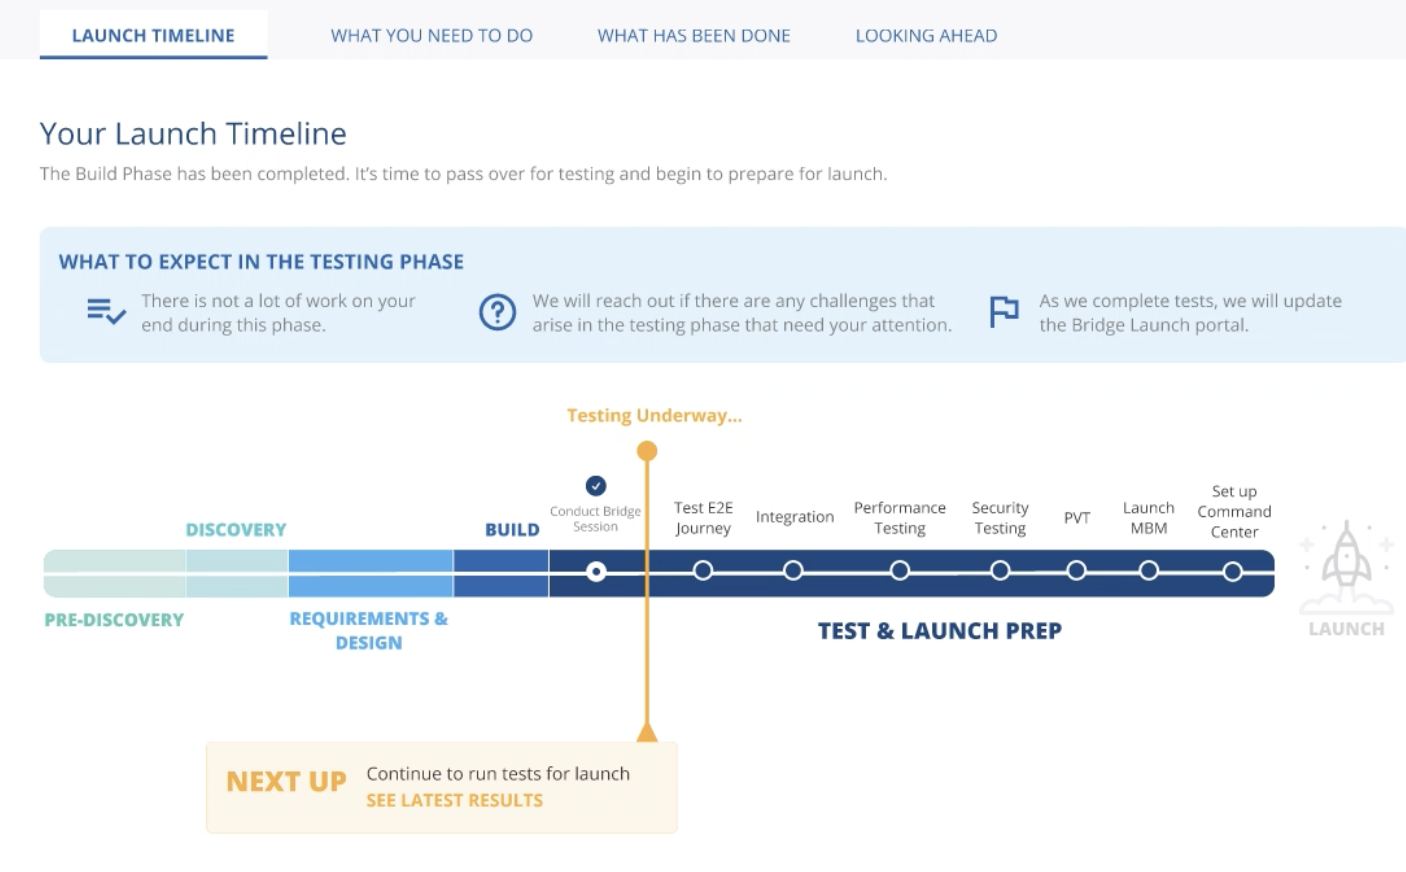 LAUNCH TIMELINE
WHAT YOU NEED TO DO
WHAT HAS BEEN DONE
LOOKING AHEAD
Your Launch Timeline
The Build Phase has been completed. It's time to pass over for testing and begin to prepare for launch.
WHAT TO EXPECT IN THE TESTING PHASE
There is not a lot of work on your
end during this phase.
We will reach out if there are any challenges that
arise in the testing phase that need your attention.
As we complete tests, we will update
the Bridge Launch portal.
Testing Underway...
DISCOVERY
BUILD
Conduct Bridge
Session
Test E2E
Journey
Integration
Performance
Testing
Security
Testing
PVT
Launch
MBM
Set up
Command
Center
PRE-DISCOVERY
REQUIREMENTS &
DESIGN
TEST & LAUNCH PREP
LAUNCH
NEXT UP
Continue to run tests for launch
SEE LATEST RESULTS